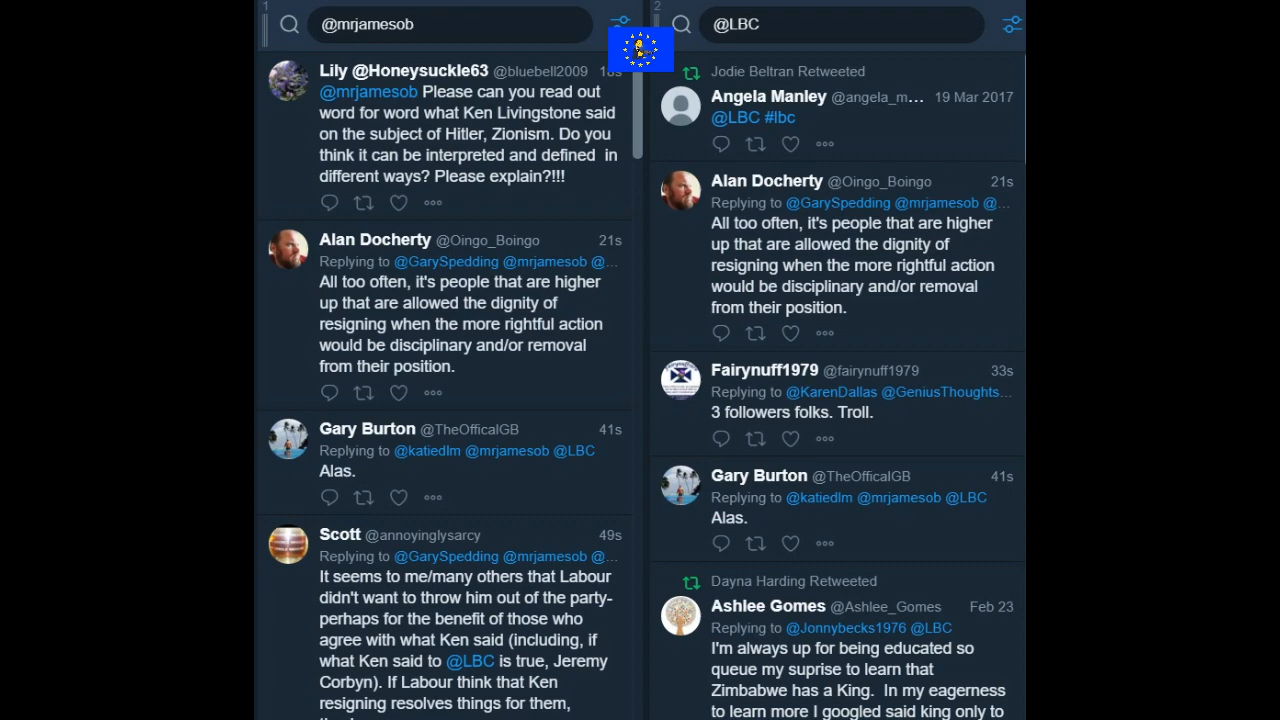 1
@mrjamesob
Lily @Honeysuckle63 @bluebell2009 18s
@mrjamesob Please can you read out
word for word what Ken Livingstone said
on the subject of Hitler, Zionism. Do you
think it can be interpreted and defined in
different ways? Please explain?!!!
Alan Docherty @Oingo_Boingo 21s
Replying to @GarySpedding @mrjamesob @...
All too often, it's people that are higher
up that are allowed the dignity of
resigning when the more rightful action
would be disciplinary and/or removal
from their position.
Gary Burton @TheOfficalGB 41s
Replying to @katiedlm @mrjamesob @LBC
Alas.
Scott @annoyinglysarcy 49s
Replying to @GarySpedding @mrjamesob @...
It seems to me/many others that Labour
didn't want to throw him out of the party-
perhaps for the benefit of those who
agree with what Ken said (including, if
what Ken said to @LBC is true, Jeremy
Corbyn). If Labour think that Ken
resigning resolves things for them,
2
@LBC
Jodie Beltran Retweeted
Angela Manley @angela_m... 19 Mar 2017
@LBC #lbc
Alan Docherty @Oingo_Boingo 21s
Replying to @GarySpedding @mrjamesob @...
All too often, it's people that are higher
up that are allowed the dignity of
resigning when the more rightful action
would be disciplinary and/or removal
from their position.
Fairynuff1979 @fairynuff1979 33s
Replying to @KarenDallas @GeniusThoughts...
3 followers folks. Troll.
Gary Burton @TheOfficalGB 41s
Replying to @katiedlm @mrjamesob @LBC
Alas.
Dayna Harding Retweeted
Ashlee Gomes @Ashlee_Gomes Feb 23
Replying to @Jonnybecks1976 @LBC
I'm always up for being educated so
queue my suprise to learn that
Zimbabwe has a King. In my eagerness
to learn more I googled said king only to